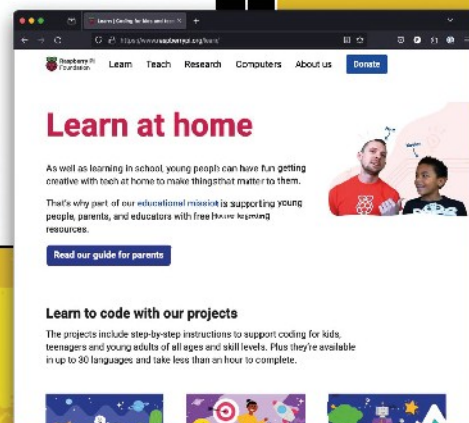 Learn | Coding for kids and teens
https://www.raspberrypi.org/learn/
Raspberry Pi
Foundation
Learn Teach Research Computers About us Donate
Learn at home
As well as learning in school, young people can have fun getting
creative with tech at home to make things that matter to them.
That's why part of our educational mission is supporting young
people, parents, and educators with free home learning
resources.
Read our guide for parents
Learn to code with our projects
The projects include step-by-step instructions to support coding for kids,
teenagers and young adults of all ages and skill levels. Plus they're available
in up to 30 languages and take less than an hour to complete.